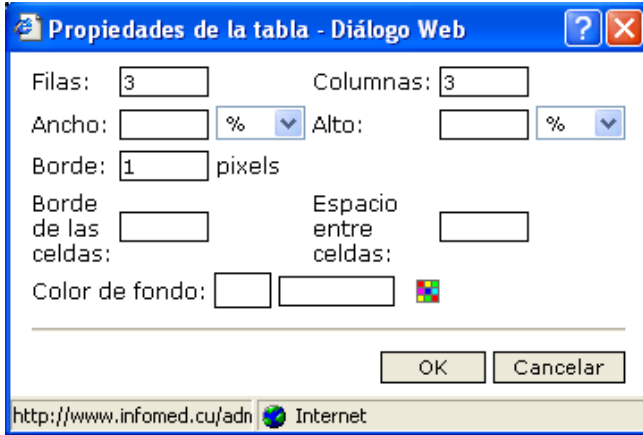 Propiedades de la tabla - Diálogo Web
Filas: 3 Columnas: 3
Ancho: % Alto: %
Borde: 1 pixels
Borde de las celdas: Espacio entre celdas:
Color de fondo:
OK Cancelar
http://www.infomed.cu/adn Internet